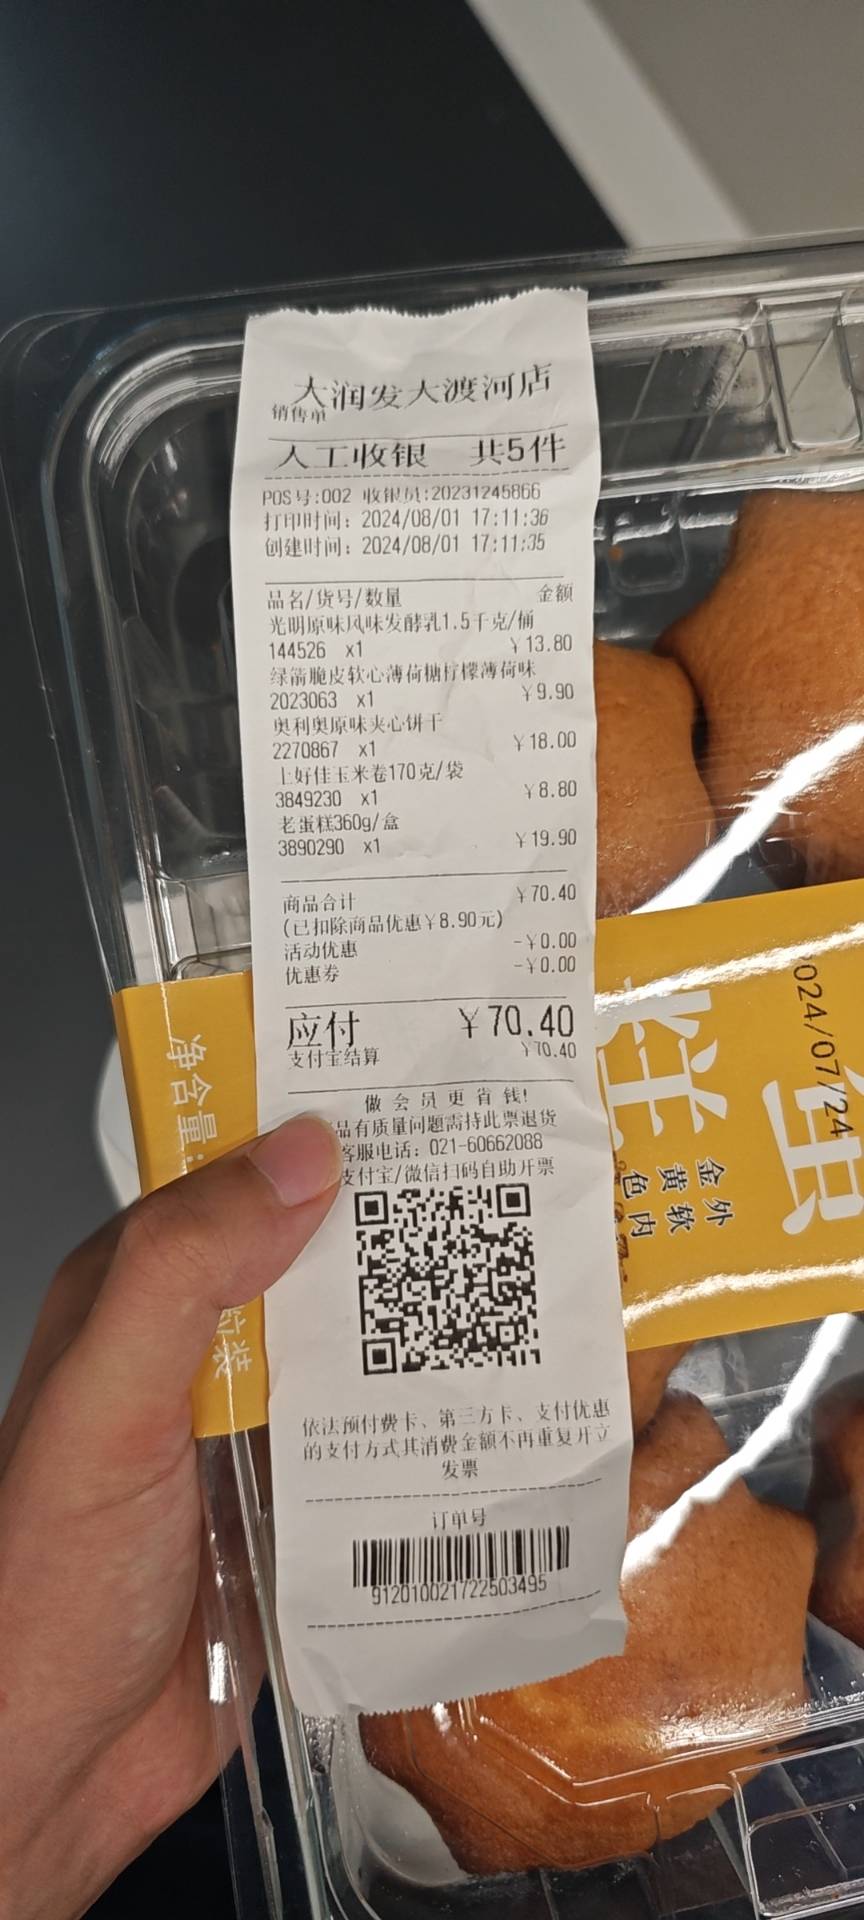 大润发大渡河店
销售单
人工收银 共5件
POS号:002 收银员:20231245866
打印时间: 2024/08/01 17:11:36
创建时间: 2024/08/01 17:11:35
品名/货号/数量 金额
光明原味风味发酵乳1.5千克/桶
144526 x1 ¥13.80
绿箭脆皮软心薄荷糖柠檬薄荷味
2023063 x1 ¥9.90
奥利奥原味夹心饼干
2270867 x1 ¥18.00
上好佳玉米卷170克/袋
3849230 x1 ¥8.80
老蛋糕360g/盒
3890290 x1 ¥19.90
商品合计 ¥70.40
(已扣除商品优惠¥8.90元)
活动优惠 -¥0.00
优惠券 -¥0.00
应付 ¥70.40
支付宝结算 ¥70.40
做会员更省钱!
品有质量问题需持此票退货
客服电话: 021-60662088
支付宝/微信扫码自助开票
依法预付费卡、第三方卡、支付优惠
的支付方式其消费金额不再重复开立
发票
订单号
912010021722503495
净含量:
装
024/07/24
外
软
内
金
黄
色